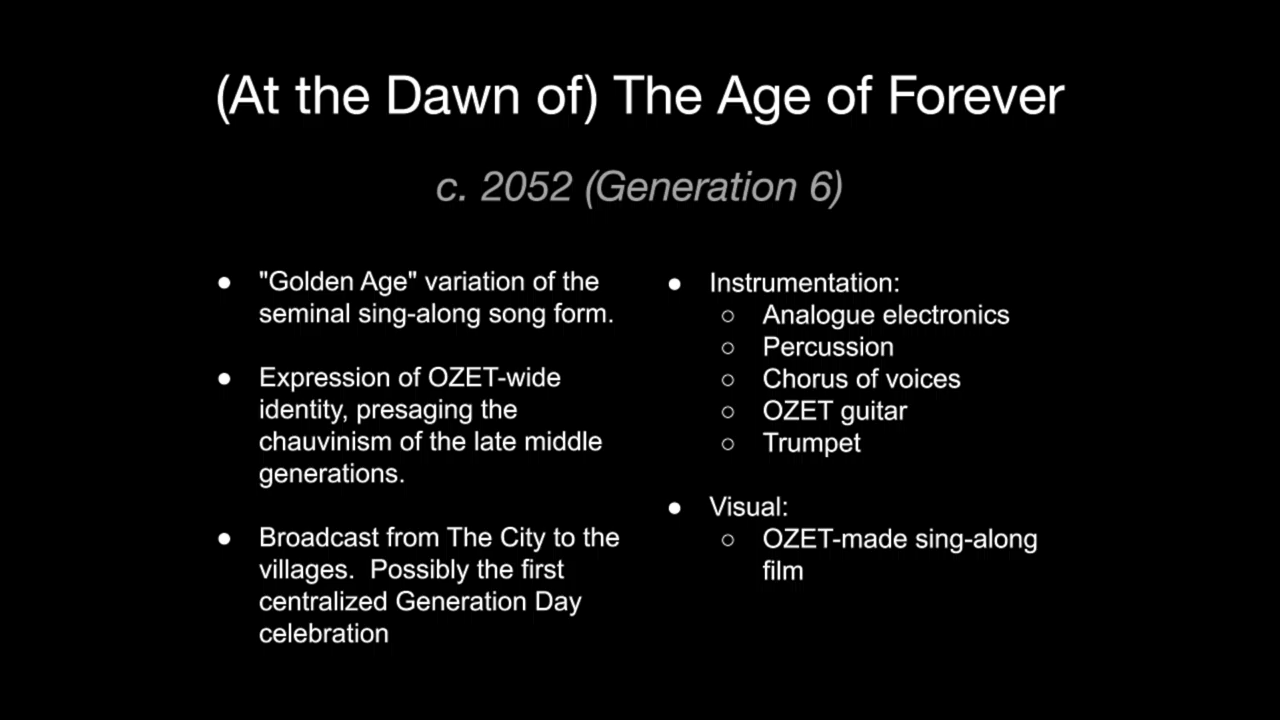 (At the Dawn of) The Age of Forever
c. 2052 (Generation 6)
● "Golden Age" variation of the
seminal sing-along song form.
● Expression of OZET-wide
identity, presaging the
chauvinism of the late middle
generations.
● Broadcast from The City to the
villages.  Possibly the first
centralized Generation Day
celebration
● Instrumentation:
○ Analogue electronics
○ Percussion
○ Chorus of voices
○ OZET guitar
○ Trumpet
● Visual:
○ OZET-made sing-along
film